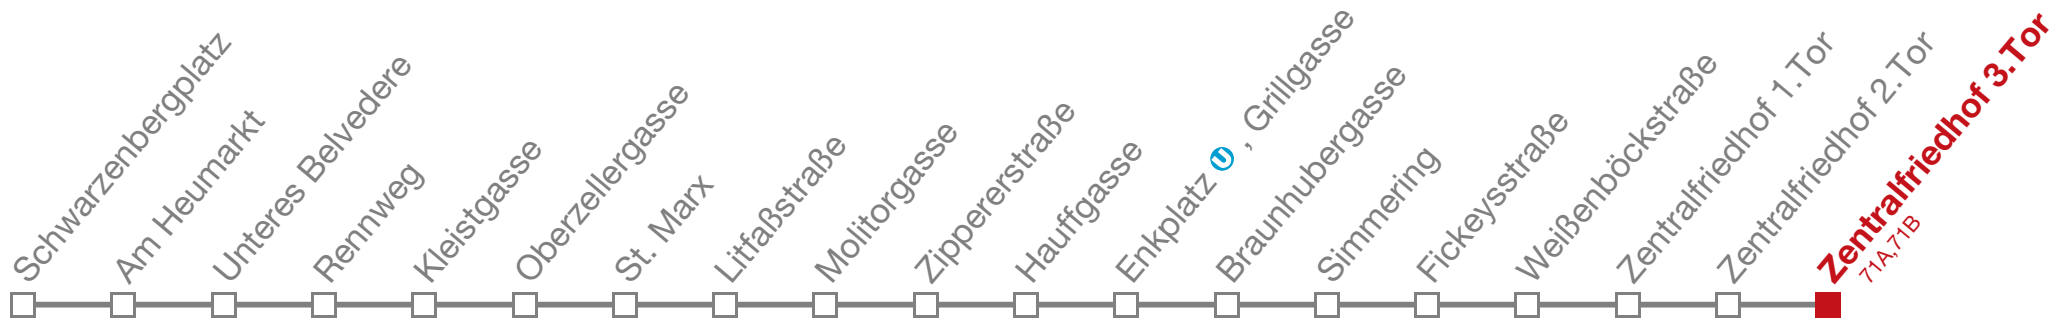 Schwarzenbergplatz
Am Heumarkt
Unteres Belvedere
Rennweg
Kleistgasse
Oberzellergasse
St. Marx
Litfaßstraße
Molitorgasse
Zippererstraße
Hauffgasse
Enkplatz U , Grillgasse
Braunhubergasse
Simmering
Fickeysstraße
Weißenböckstraße
Zentralfriedhof 1.Tor
Zentralfriedhof 2.Tor
Zentralfriedhof 3.Tor
71A,71B